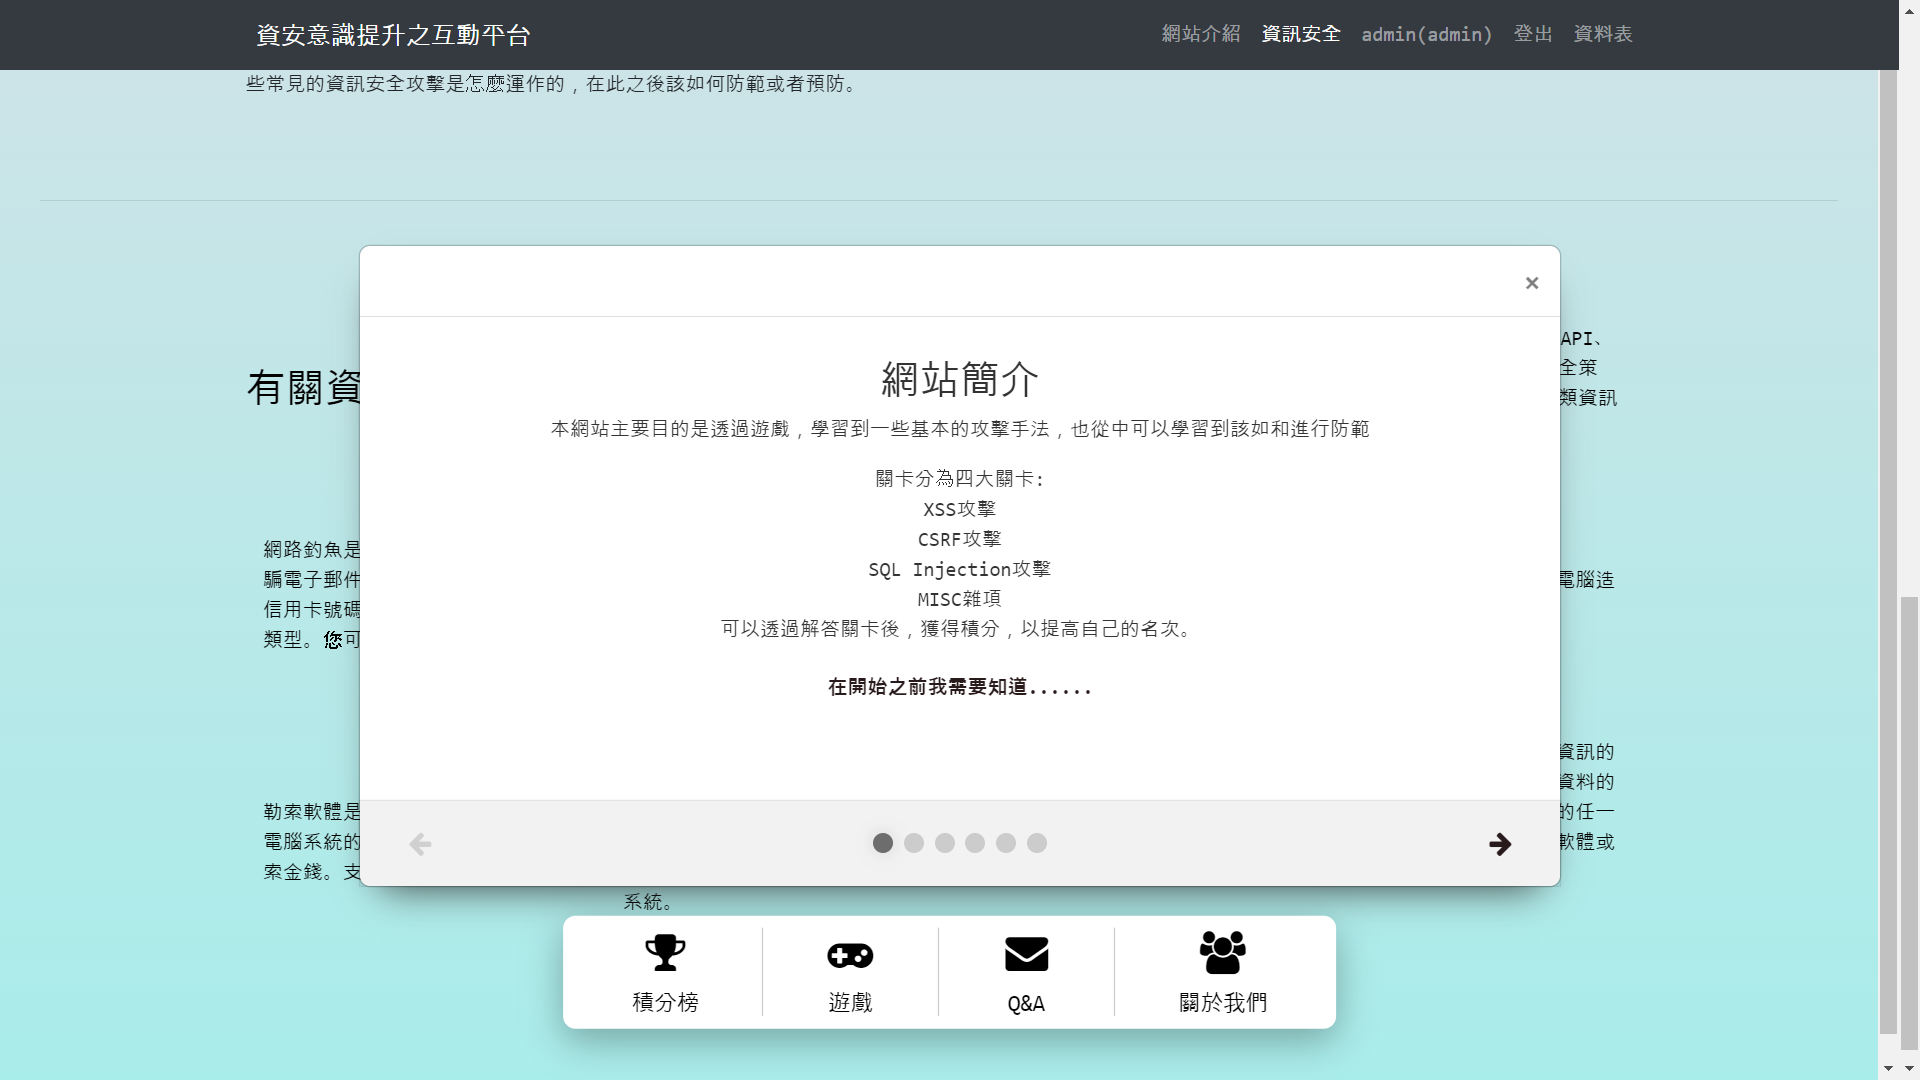 資安意識提升之互動平台
網站介紹 資訊安全 admin(admin) 登出 資料表
些常見的資訊安全攻擊是怎麼運作的，在此之後該如何防範或者預防。
×
網站簡介
本網站主要目的是透過遊戲，學習到一些基本的攻擊手法，也從中可以學習到該如和進行防範
關卡分為四大關卡:
XSS攻擊
CSRF攻擊
SQL Injection攻擊
MISC雜項
可以透過解答關卡後，獲得積分，以提高自己的名次。
在開始之前我需要知道......
API、
全策
有關資
類資訊
網路釣魚是
騙電子郵件
電腦造
信用卡號碼
類型。您可
資訊的
資料的
勒索軟體是
的任一
電腦系統的
軟體或
索金錢。支
系統。
積分榜 遊戲 Q&A 關於我們